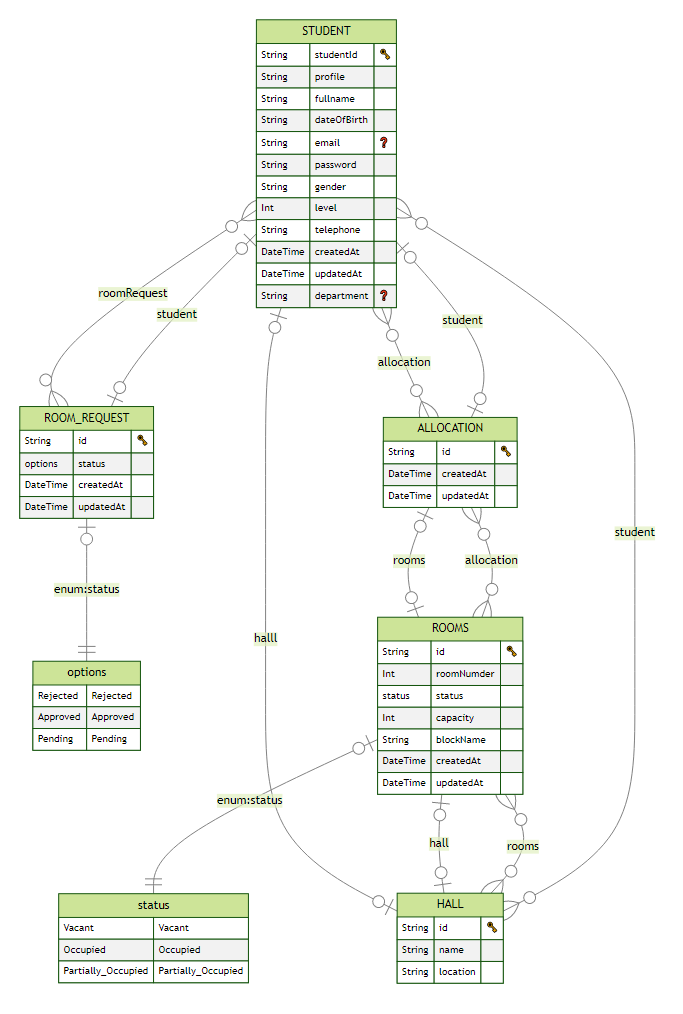 STUDENT
String studentId
String profile
String fullname
String dateOfBirth
String email ?
String password
String gender
Int level
String telephone
DateTime createdAt
DateTime updatedAt
String department ?
roomRequest
student
student
allocation
ROOM_REQUEST
String id
options status
DateTime createdAt
DateTime updatedAt
ALLOCATION
String id
DateTime createdAt
DateTime updatedAt
student
rooms
allocation
enum:status
halll
ROOMS
String id
Int roomNumder
status status
Int capacity
String blockName
DateTime createdAt
DateTime updatedAt
options
Rejected Rejected
Approved Approved
Pending Pending
enum:status
hall
rooms
status
Vacant Vacant
Occupied Occupied
Partially_Occupied Partially_Occupied
HALL
String id
String name
String location